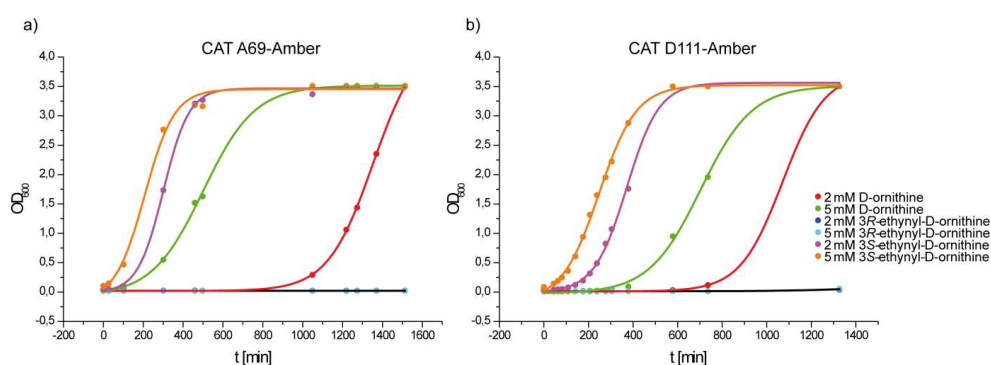 a)
CAT A69-Amber
4,0
3,5
3,0
2,5
2,0
1,5
1,0
0,5
0,0
-0,5
OD600
-200 0 200 400 600 800 1000 1200 1400 1600
t [min]
b)
CAT D111-Amber
4,0
3,5
3,0
2,5
2,0
1,5
1,0
0,5
0,0
-0,5
OD600
-200 0 200 400 600 800 1000 1200 1400
t [min]
2 mM D-ornithine
5 mM D-ornithine
2 mM 3R-ethynyl-D-ornithine
5 mM 3R-ethynyl-D-ornithine
2 mM 3S-ethynyl-D-ornithine
5 mM 3S-ethynyl-D-ornithine